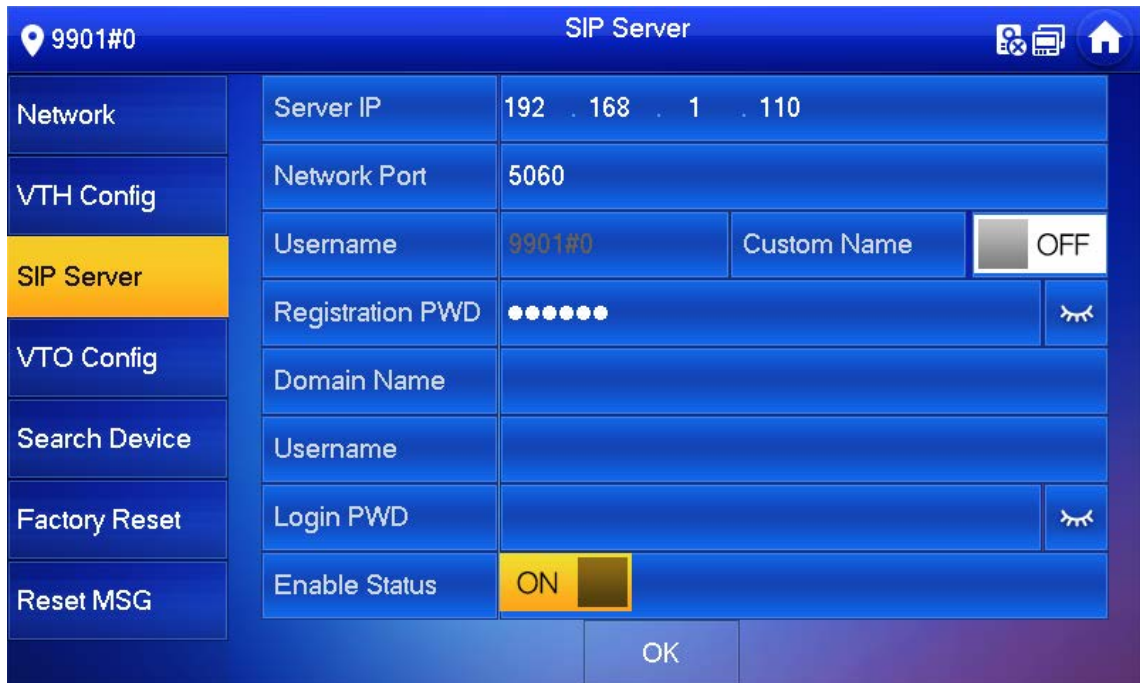 9901#0
SIP Server
Network
VTH Config
SIP Server
VTO Config
Search Device
Factory Reset
Reset MSG
Server IP 192 . 168 . 1 . 110
Network Port 5060
Username 9901#0 Custom Name OFF
Registration PWD ●●●●●●
Domain Name
Username
Login PWD
Enable Status ON
OK